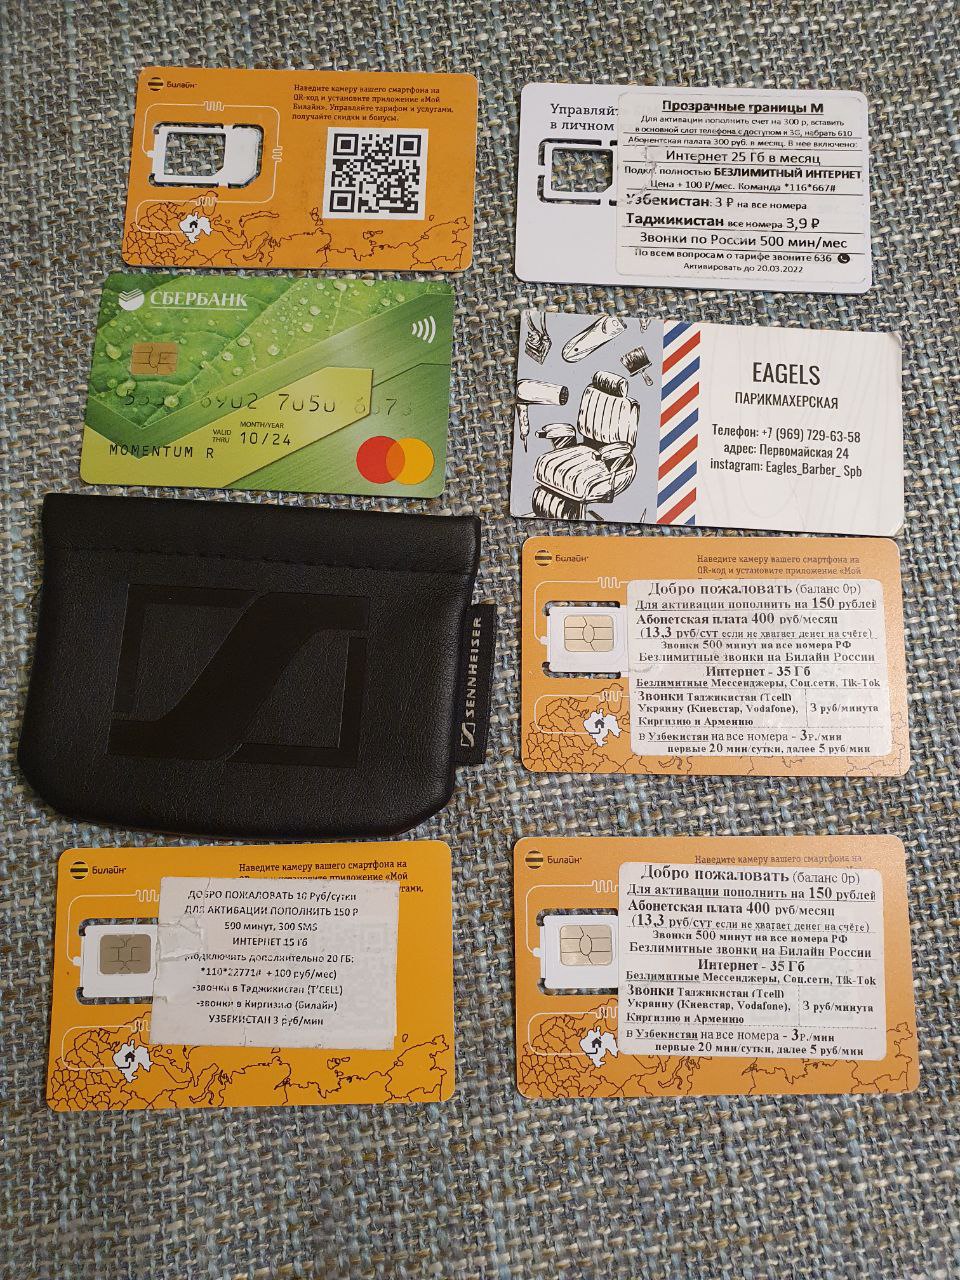 Билайн
Наведите камеру вашего смартфона на
QR-код и установите приложение «Мой
Билайн». Управляйте тарифом и услугами,
получайте скидки и бонусы.
Управляйт
в личном
Прозрачные границы М
Для активации пополнить счет на 300 р, вставить
в основной слот телефона с доступом к 3G, набрать 610
Абонентская палата 300 руб. в месяц. В нее включено:
Интернет 25 Гб в месяц
Подкл. полностью БЕЗЛИМИТНЫЙ ИНТЕРНЕТ
Цена + 100 Р/мес. Команда *116*667#
Узбекистан: 3 ₽ на все номера
Таджикистан все номера 3,9 ₽
Звонки по России 500 мин/мес
По всем вопросам о тарифе звоните 636
Активировать до 20.03.2022
СБЕРБАНК
6902 7050
VALID THRU
MONTH/YEAR
10/24
MOMENTUM R
EAGELS
ПАРИКМАХЕРСКАЯ
Телефон: +7 (969) 729-63-58
адрес: Первомайская 24
instagram: Eagles_Barber_ Spb
SENNHEISER
Билайн
Наведите камеру вашего смартфона на
QR-код и установите приложение «Мой
Добро пожаловать (баланс 0р)
Для активации пополнить на 150 рублей
Абонетская плата 400 руб/месяц
(13,3 руб/сут если не хватает денег на счёте)
Звонки 500 минут на все номера РФ
Безлимитные звонки на Билайн России
Интернет - 35 Гб
Безлимитные Мессенджеры, Соц.сети, Tik-Tok
Звонки Таджикистан (Tcell)
Украину (Киевстар, Vodafone),
Киргизию и Армению
3 руб/минута
в Узбекистан на все номера - 3р./мин
первые 20 мин/сутки, далее 5 руб/мин
Билайн
Наведите камеру вашего смартфона на
установите приложение «Мой
угами,
ДОБРО ПОЖАЛОВАТЬ 10 Руб/сутки
ДЛЯ АКТИВАЦИИ ПОПОЛНИТЬ 150 Р
500 минут, 300 SMS
ИНТЕРНЕТ 15 Гб
подключить дополнительно 20 ГБ:
*110*22771# + 100 руб/мес)
-звонки в Таджикистан (T'CELL)
-звонки в Киргизию (билайн)
УЗБЕКИСТАН 3 руб/мин
Билайн
Наведите камеру вашего смартфона на
Добро пожаловать (баланс 0р)
Для активации пополнить на 150 рублей
Абонетская плата 400 руб/месяц
(13,3 руб/сут если не хватает денег на счёте)
Звонки 500 минут на все номера РФ
Безлимитные звонки на Билайн России
Интернет - 35 Гб
Безлимитные Мессенджеры, Соц.сети, Tik-Tok
Звонки Таджикистан (Tcell)
Украину (Киевстар, Vodafone),
Киргизию и Армению
3 руб/минута
в Узбекистан на все номера - 3р./мин
первые 20 мин/сутки, далее 5 руб/мин